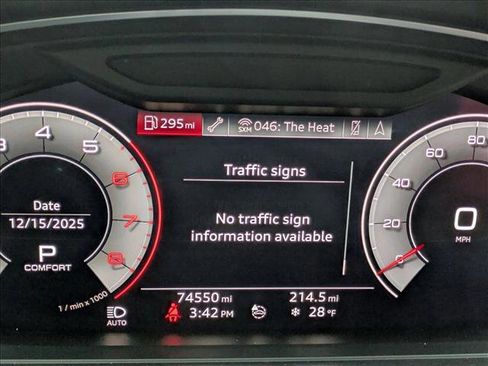 295 mi
SXM 046: The Heat
Traffic signs
No traffic sign
information available
3 4 5 6 7 8
Date
12/15/2025
P
COMFORT
1 / min x 1000
0 20 40 60 80
0
MPH
74550 mi 214.5 mi
AUTO 3:42 PM 28 °F